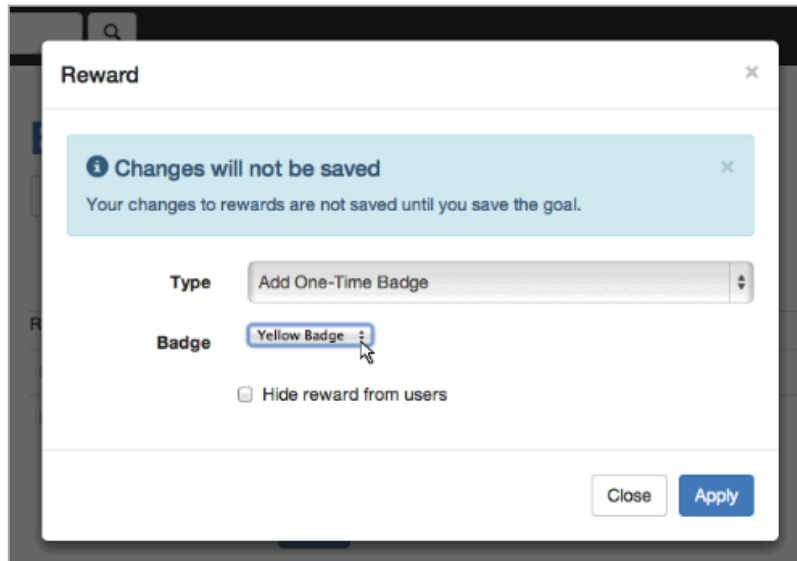 Reward
×
Changes will not be saved
×
Your changes to rewards are not saved until you save the goal.
Type
Add One-Time Badge
Badge
Yellow Badge
Hide reward from users
Close
Apply